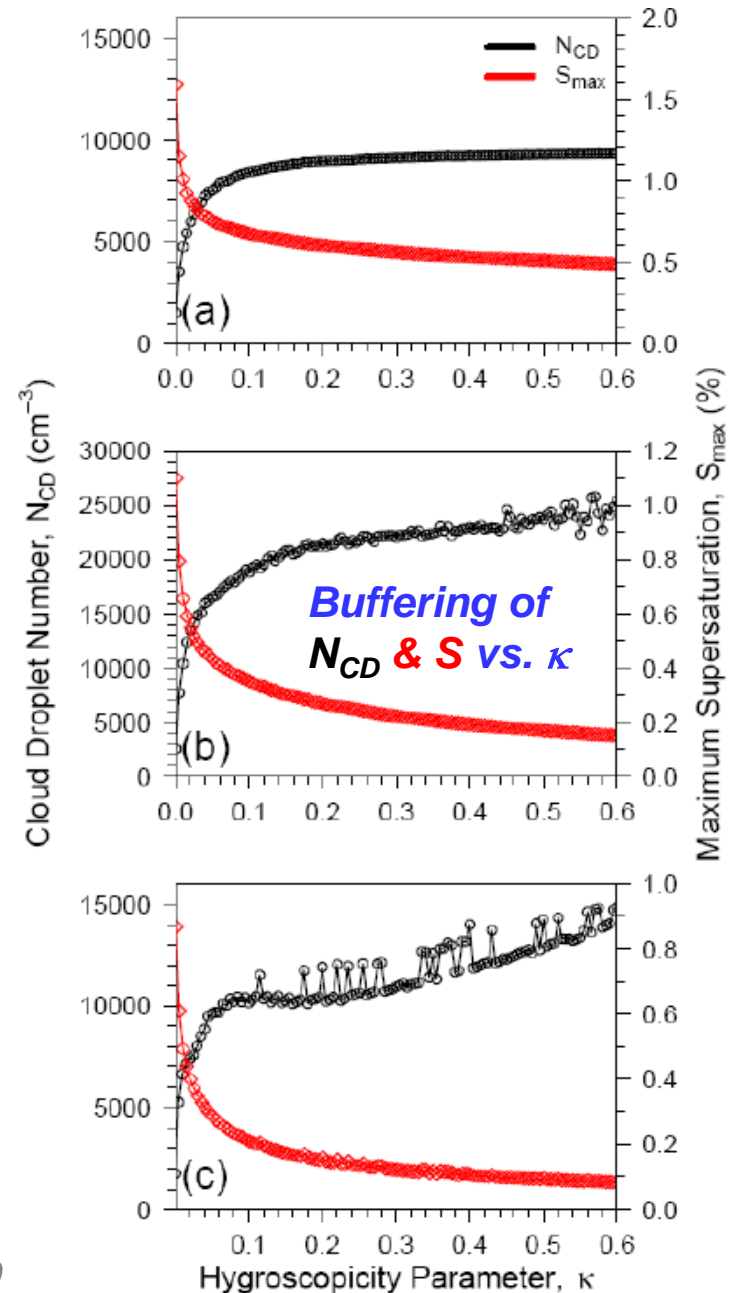 15000
10000
5000
0
2.0
1.5
1.0
0.5
0.0
N_CD
S_max
(a)
0.0 0.1 0.2 0.3 0.4 0.5 0.6
Cloud Droplet Number, N_CD (cm⁻³)
Maximum Supersaturation, S_max (%)
30000
25000
20000
15000
10000
5000
0
1.2
1.0
0.8
0.6
0.4
0.2
0.0
Buffering of
N_CD & S vs. κ
(b)
0.0 0.1 0.2 0.3 0.4 0.5 0.6
15000
10000
5000
0
1.0
0.8
0.6
0.4
0.2
0.0
(c)
0.1 0.2 0.3 0.4 0.5 0.6
Hygroscopicity Parameter, κ